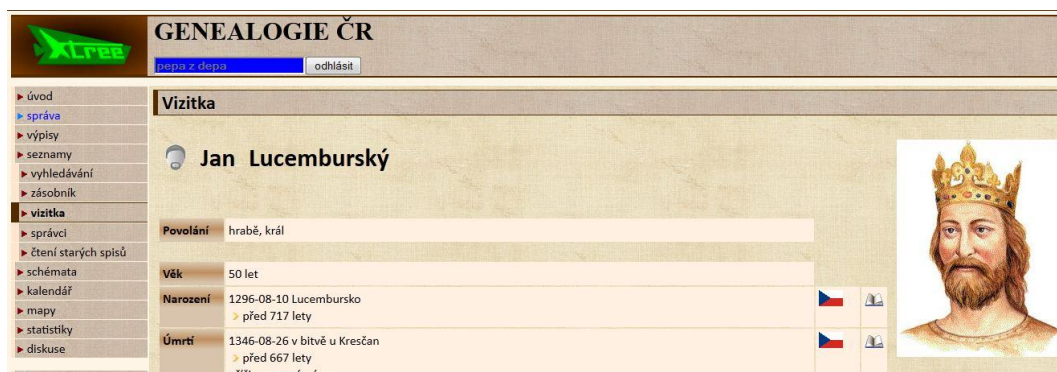 Xtree
GENEALOGIE ČR
pepa z depa
odhlásit
úvod
správa
výpisy
seznamy
vyhledávání
zásobník
vizitka
správci
čtení starých spisů
schémata
kalendář
mapy
statistiky
diskuse
Vizitka
Jan Lucemburský
Povolání hrabě, král
Věk 50 let
Narození 1296-08-10 Lucembursko
před 717 lety
Úmrtí 1346-08-26 v bitvě u Kresčan
před 667 lety